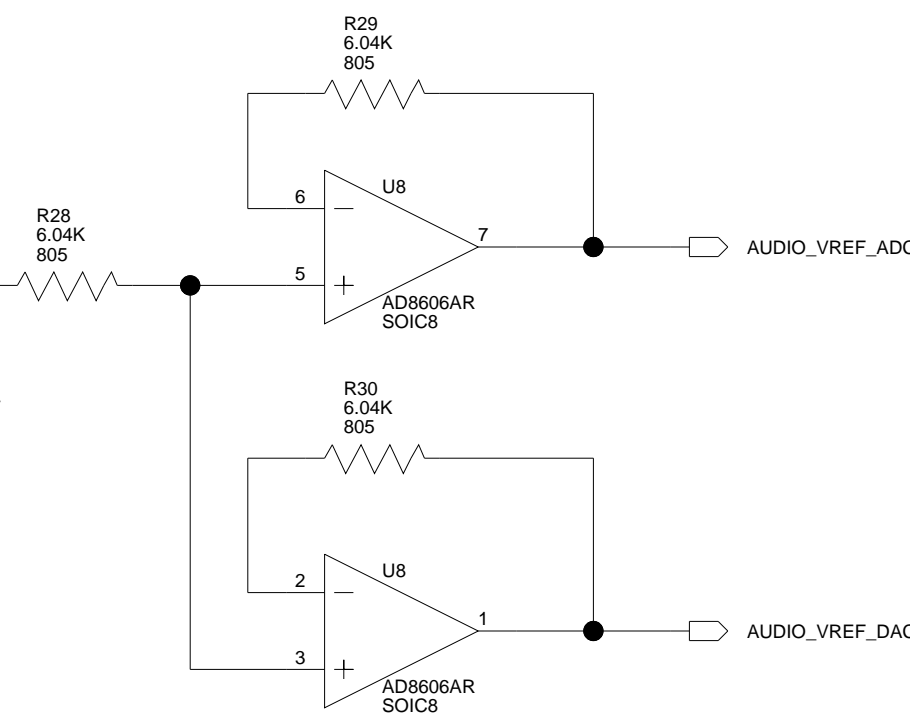 R29
6.04K
805
6
U8
7
R28
6.04K
805
AUDIO_VREF_ADC
5
AD8606AR
SOIC8
R30
6.04K
805
2
U8
1
AUDIO_VREF_DAC
3
AD8606AR
SOIC8